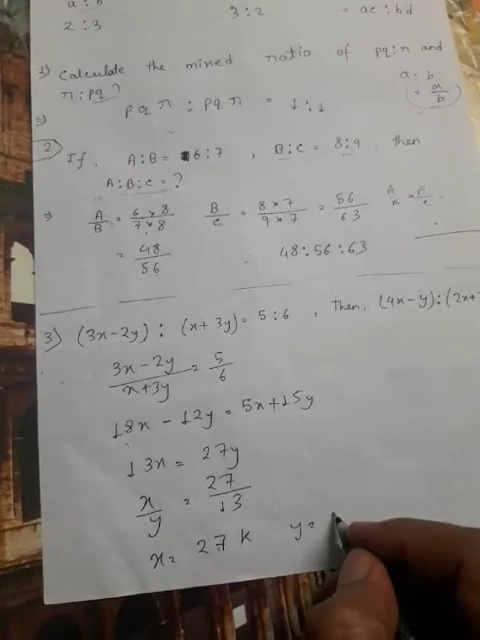 a : b
2 : 3 3 : 2 = ac : bd
1) Calculate the mixed ratio of pq:r and
r : pq ?
a : b
= a/b
=> pqr : pqr = 1 : 1
2) If, A:B = 6:7, B:C = 8:9 then
A:B:C = ?
=> A/B = 6×8/7×8 B/C = 8×7/9×7 = 56/63
= 48/56 48:56:63
3) (3x-2y) : (x+3y) = 5:6, Then, (4x-y):(2x+
3x-2y/x+3y = 5/6
18x - 12y = 5x+15y
13x = 27y
x/y = 27/13
x = 27 k y =